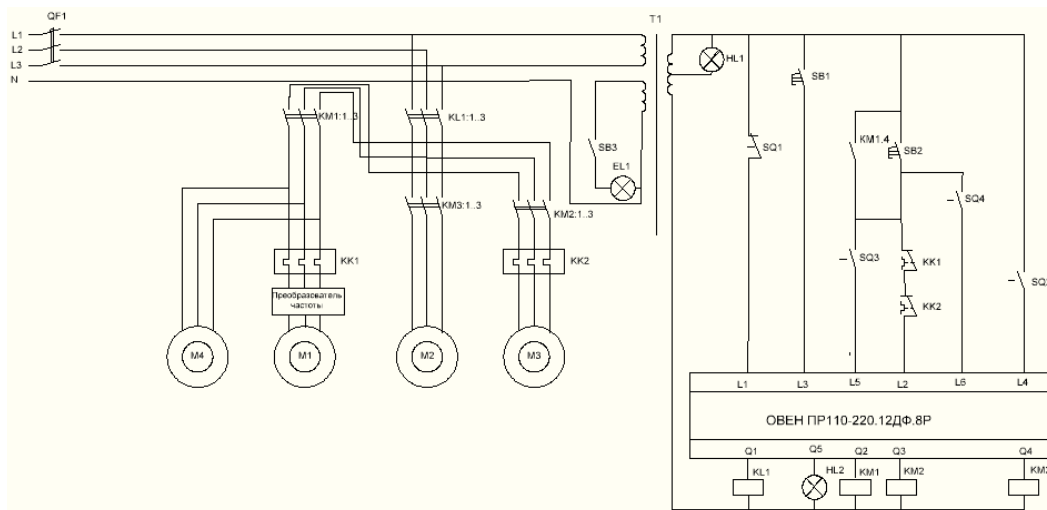 QF1
T1
L1
L2
L3
N
HL1
SB1
KM1:1..3
KL1:1..3
SB3
EL1
SQ1
KM1.4
SB2
SQ4
KM3:1..3
KM2:1..3
KK1
KK2
SQ3
KK1
KK2
Преобразователь
частоты
M4
M1
M2
M3
L1
L3
L5
L2
L6
L4
ОВЕН ПР110-220.12ДФ.8Р
Q1
Q5
Q2
Q3
Q4
KL1
HL2
KM1
KM2